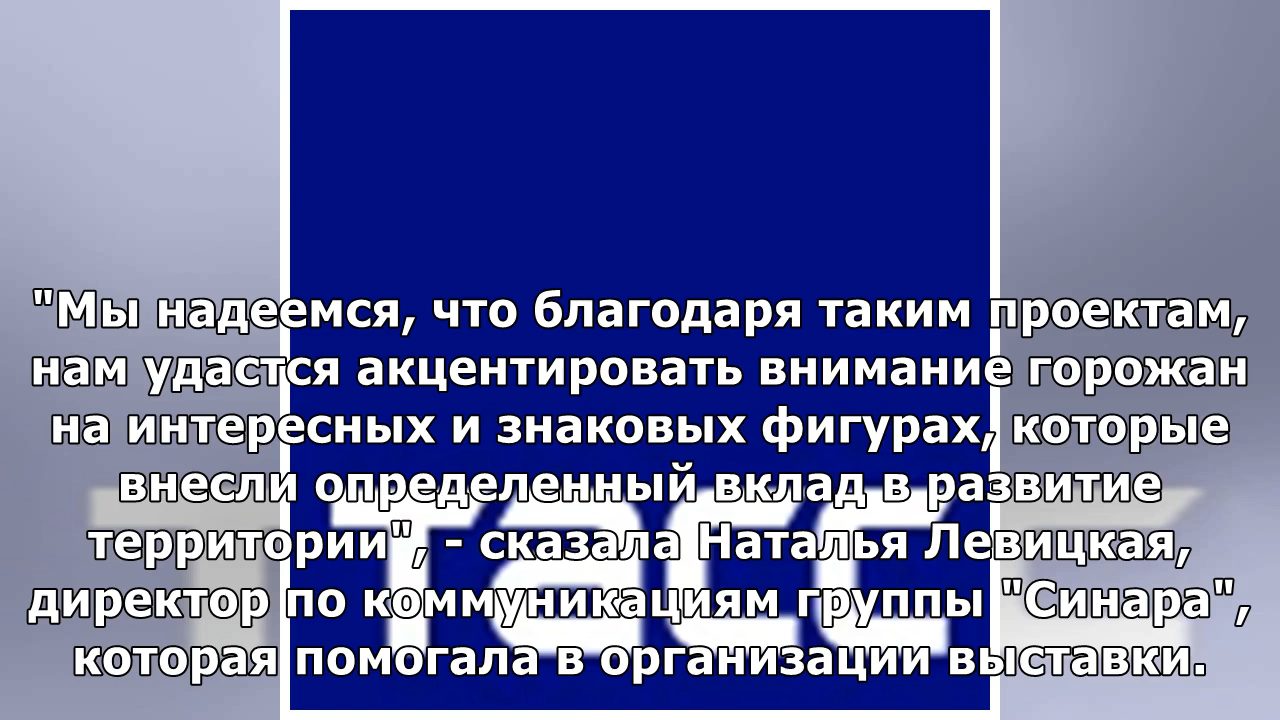 "Мы надеемся, что благодаря таким проектам,
нам удастся акцентировать внимание горожан
на интересных и знаковых фигурах, которые
внесли определенный вклад в развитие
территории", - сказала Наталья Левицкая,
директор по коммуникациям группы "Синара",
которая помогала в организации выставки.
тасс